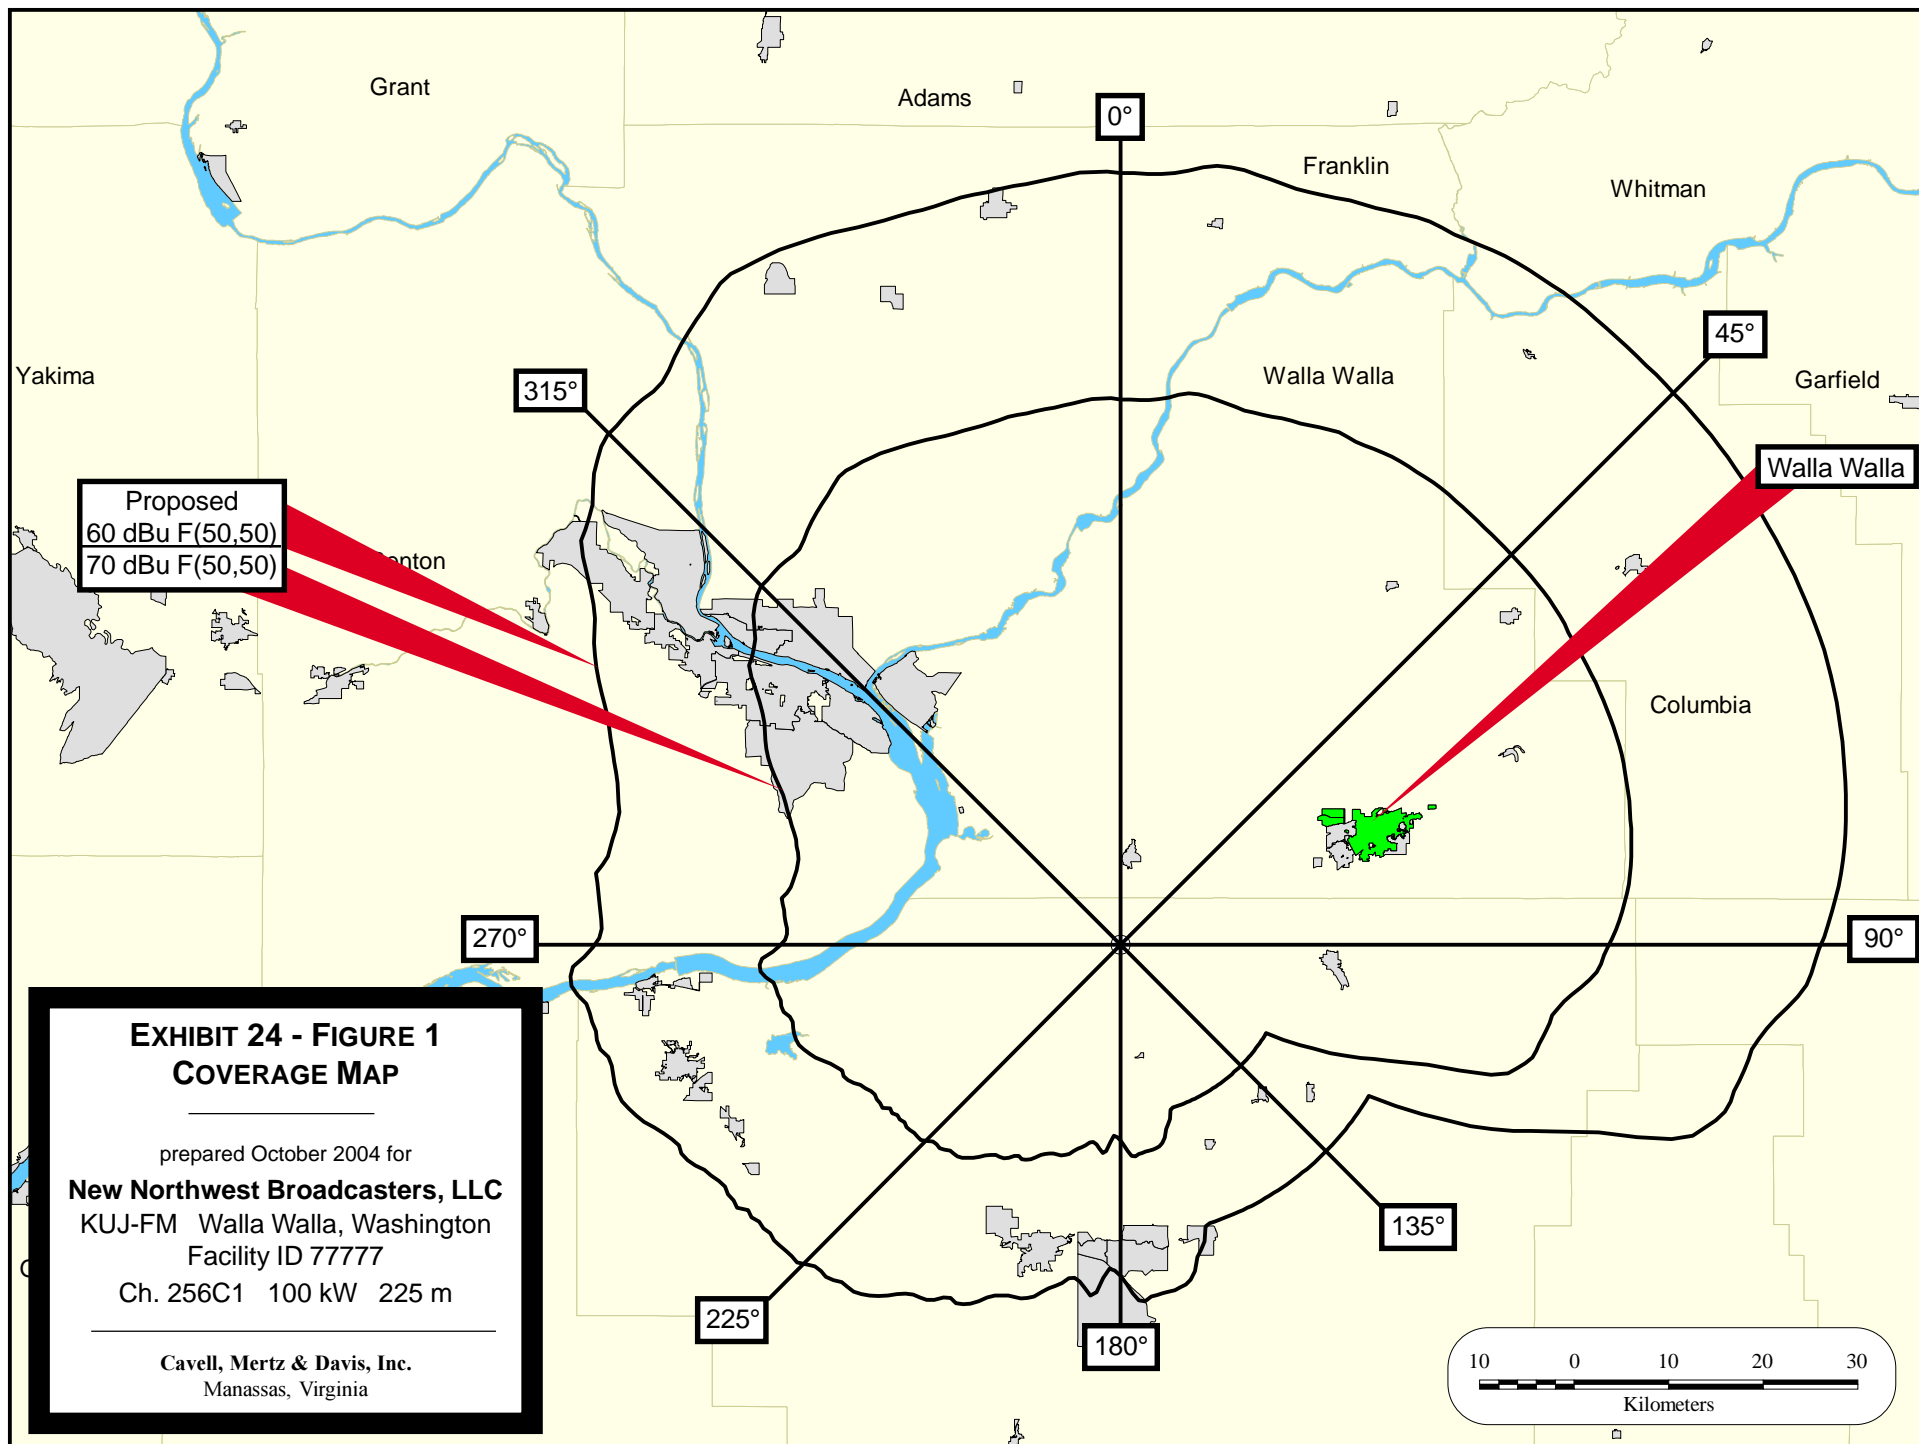 Grant
Adams
0°
Franklin
Whitman
45°
Yakima
315°
Walla Walla
Garfield
Walla Walla
Proposed
60 dBu F(50,50)
70 dBu F(50,50)
Columbia
270°
90°
EXHIBIT 24 - FIGURE 1
COVERAGE MAP
prepared October 2004 for
New Northwest Broadcasters, LLC
KUJ-FM Walla Walla, Washington
Facility ID 77777
Ch. 256C1 100 kW 225 m
Cavell, Mertz & Davis, Inc.
Manassas, Virginia
135°
225°
180°
10 0 10 20 30
Kilometers